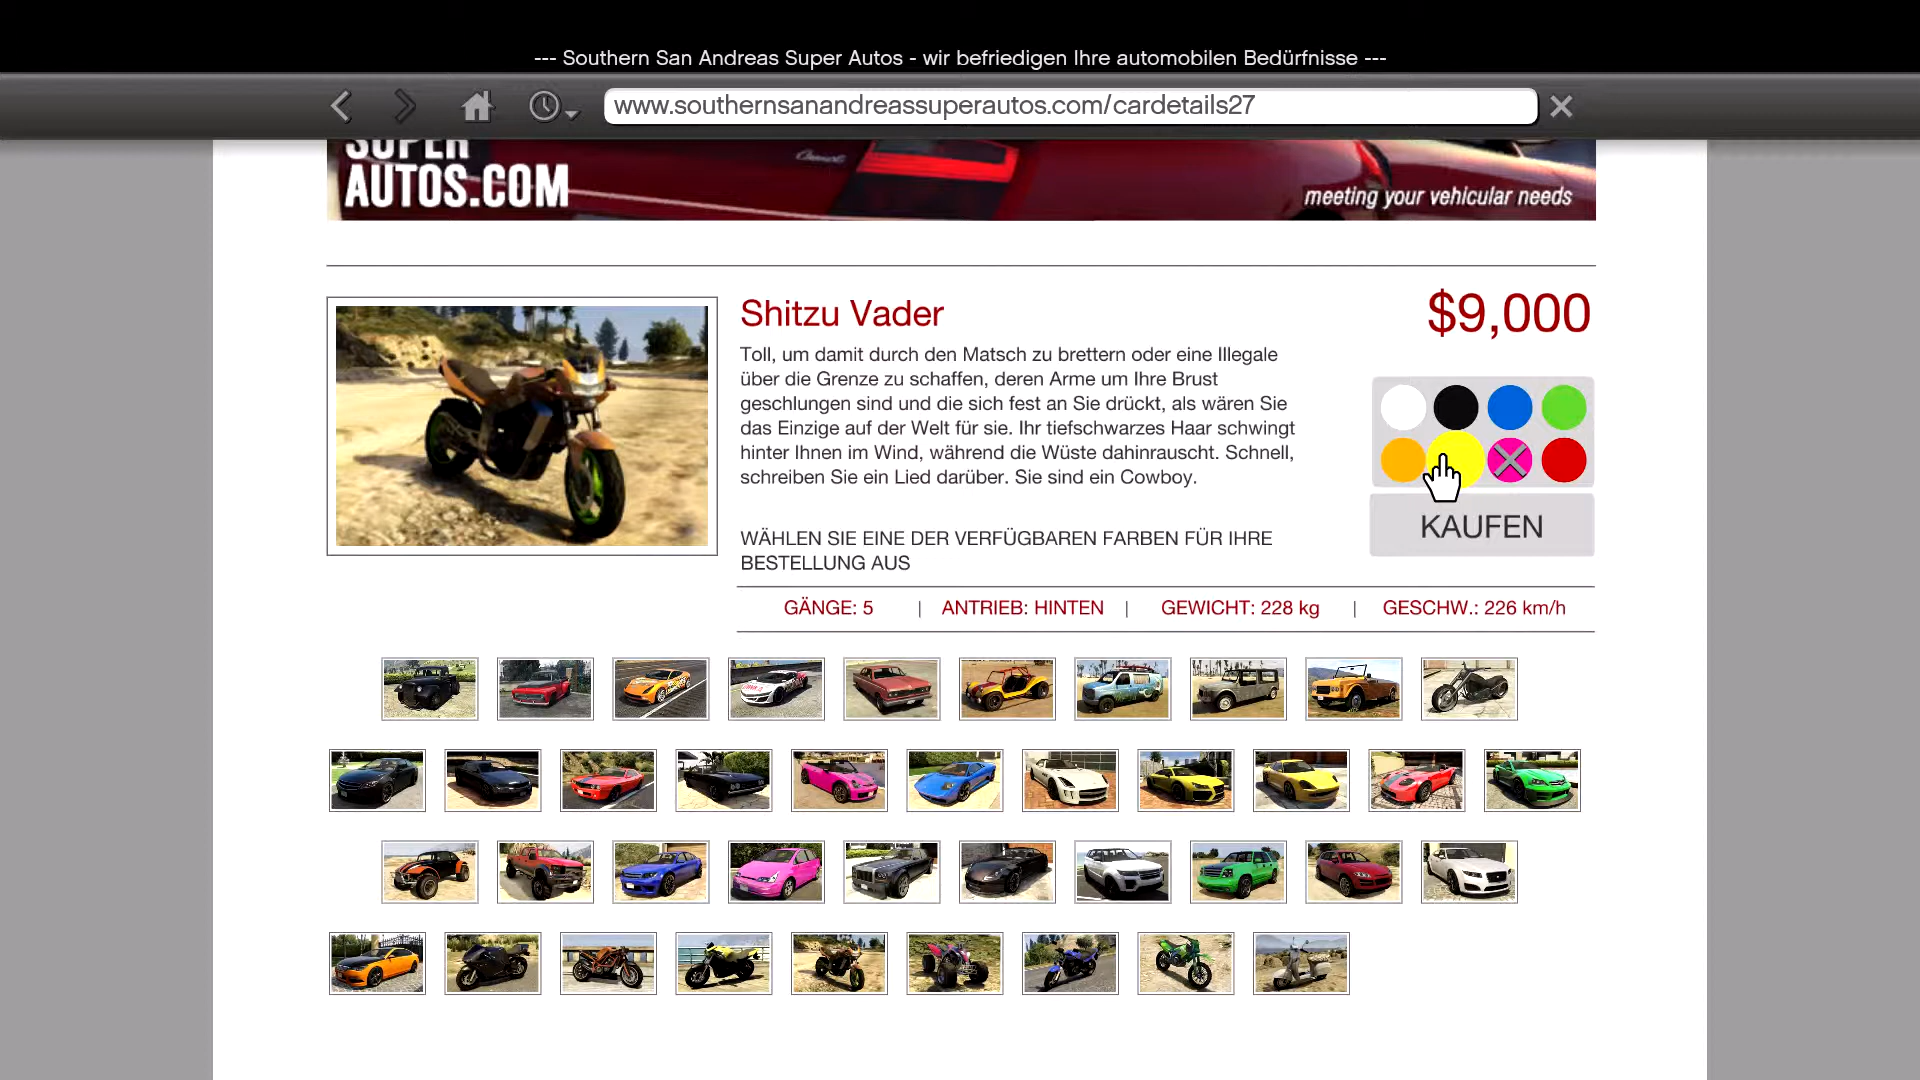 --- Southern San Andreas Super Autos - wir befriedigen Ihre automobilen Bedürfnisse ---
www.southernsanandreassuperautos.com/cardetails27
SUPER
AUTOS.COM
meeting your vehicular needs
Shitzu Vader
$9,000
Toll, um damit durch den Matsch zu brettern oder eine Illegale
über die Grenze zu schaffen, deren Arme um Ihre Brust
geschlungen sind und die sich fest an Sie drückt, als wären Sie
das Einzige auf der Welt für sie. Ihr tiefschwarzes Haar schwingt
hinter Ihnen im Wind, während die Wüste dahinrauscht. Schnell,
schreiben Sie ein Lied darüber. Sie sind ein Cowboy.
KAUFEN
WÄHLEN SIE EINE DER VERFÜGBAREN FARBEN FÜR IHRE
BESTELLUNG AUS
GÄNGE: 5 | ANTRIEB: HINTEN | GEWICHT: 228 kg | GESCHW.: 226 km/h